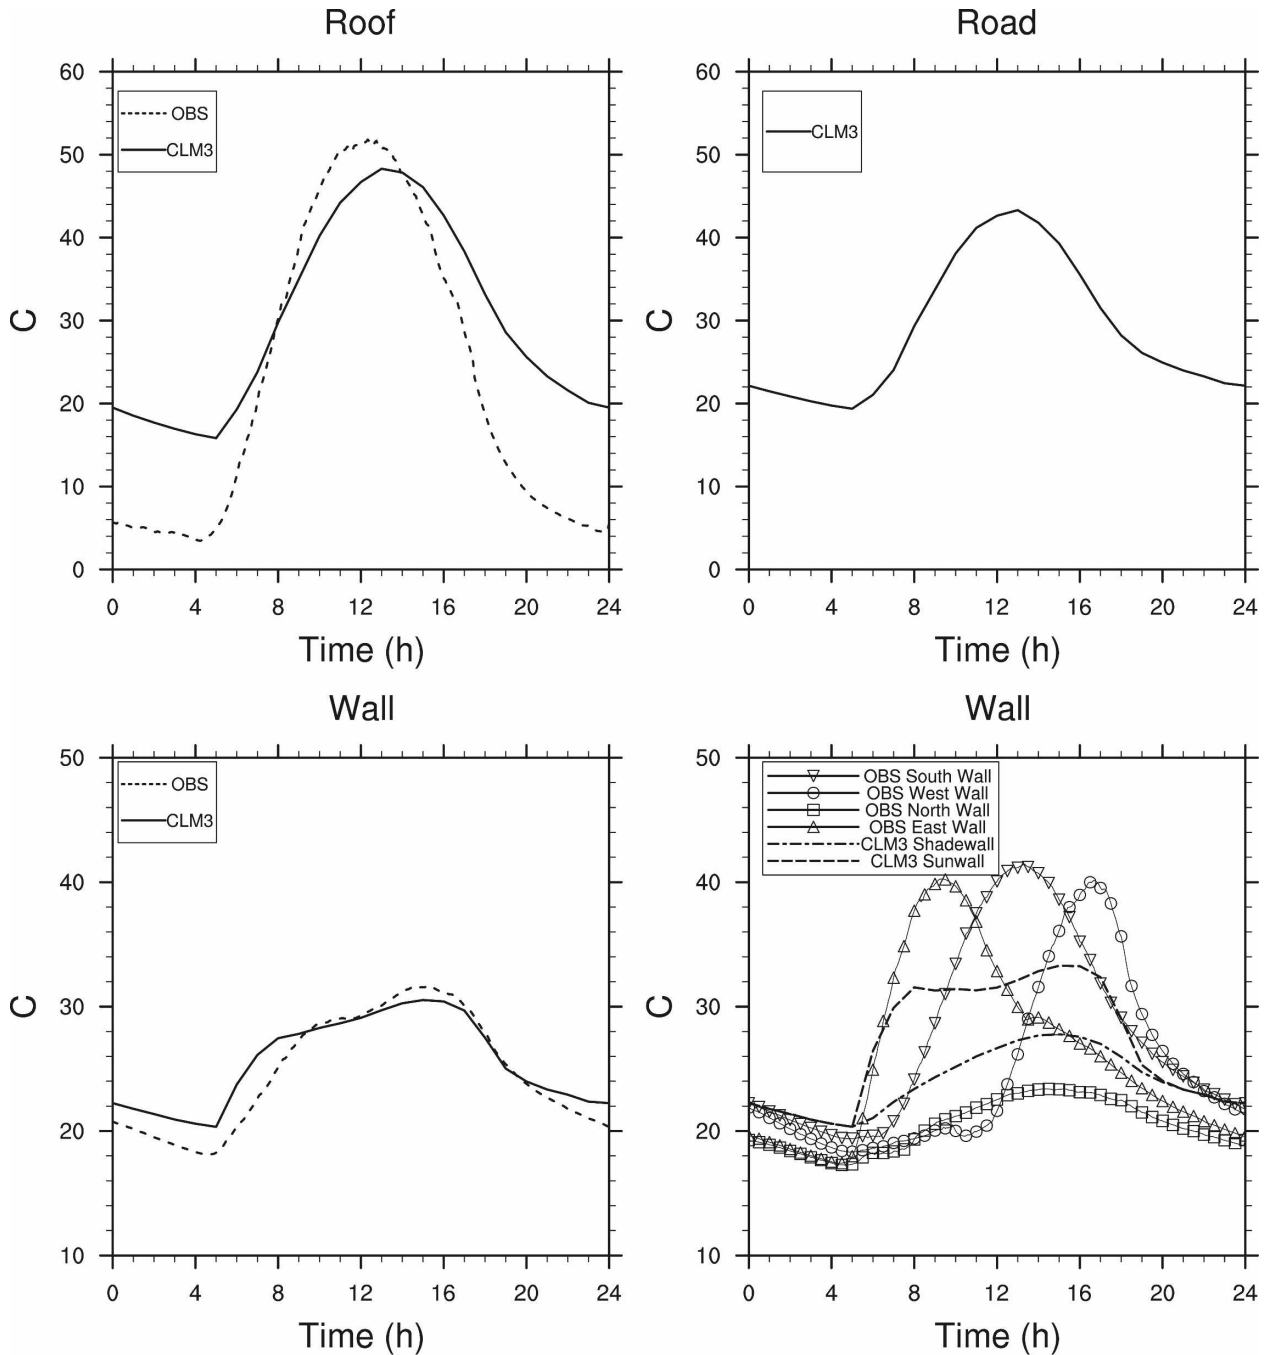 Roof
60
50
40
30
20
10
0
C
OBS
CLM3
0 4 8 12 16 20 24
Time (h)
Road
60
50
40
30
20
10
0
C
CLM3
0 4 8 12 16 20 24
Time (h)
Wall
50
40
30
20
10
C
OBS
CLM3
0 4 8 12 16 20 24
Time (h)
Wall
50
40
30
20
10
C
OBS South Wall
OBS West Wall
OBS North Wall
OBS East Wall
CLM3 Shadewall
CLM3 Sunwall
0 4 8 12 16 20 24
Time (h)